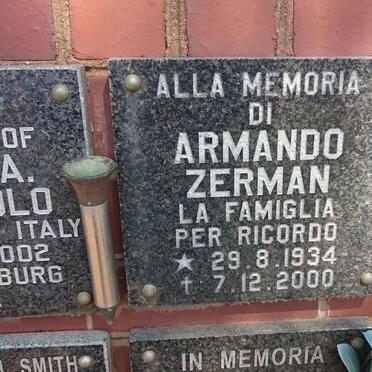 OF
A.
ITALY
002
BURG
ALLA MEMORIA
DI
ARMANDO
ZERMAN
LA FAMIGLIA
PER RICORDO
★ 29.8.1934
✝ 7.12.2000
SMITH
IN MEMORIA